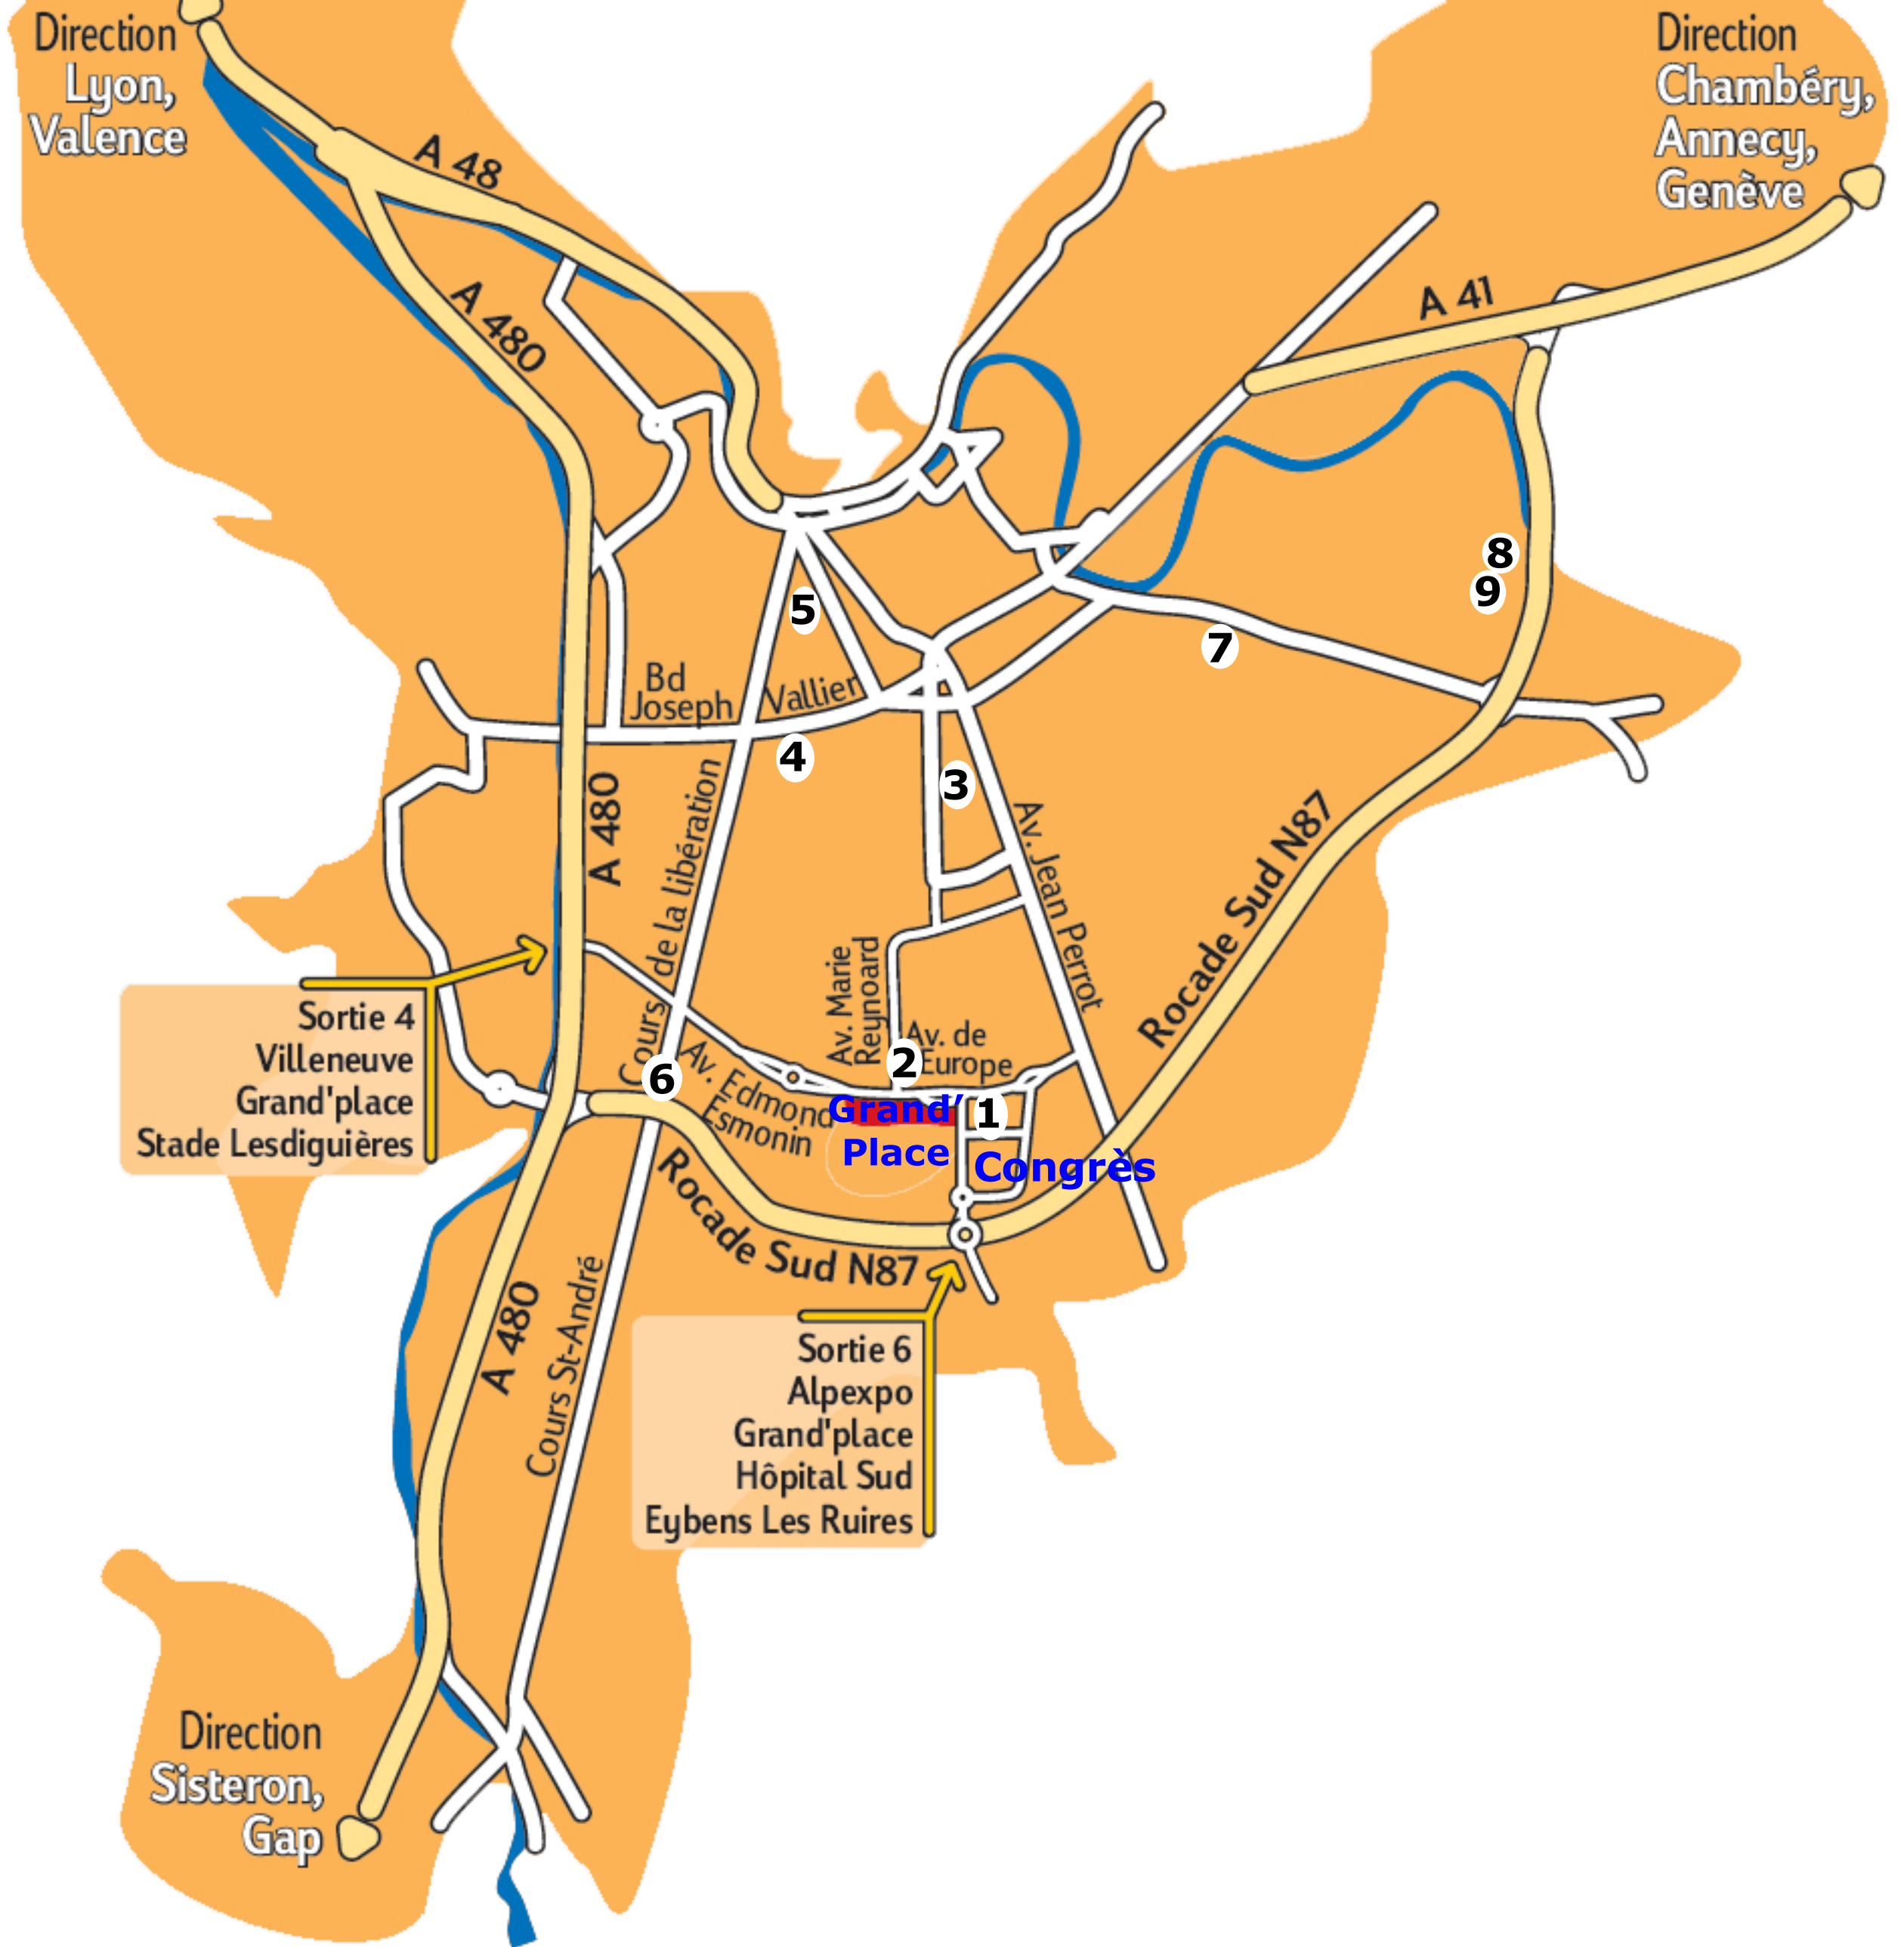 Direction
Lyon,
Valence
Direction
Chambéry,
Annecy,
Genève
A 48
A 480
A 41
8
9
5
7
Bd
Joseph Vallier
4
3
A 480
Cours de la libération
Av. Jean Perrot
Rocade Sud N87
Av. Marie
Reynoard
Sortie 4
Villeneuve
Grand'place
Stade Lesdiguières
2
Av. de
Europe
6
Av. Edmond
Esmonin
Grand’
Place
1
Congrès
Rocade Sud N87
A 480
Cours St-André
Sortie 6
Alpexpo
Grand'place
Hôpital Sud
Eybens Les Ruires
Direction
Sisteron,
Gap